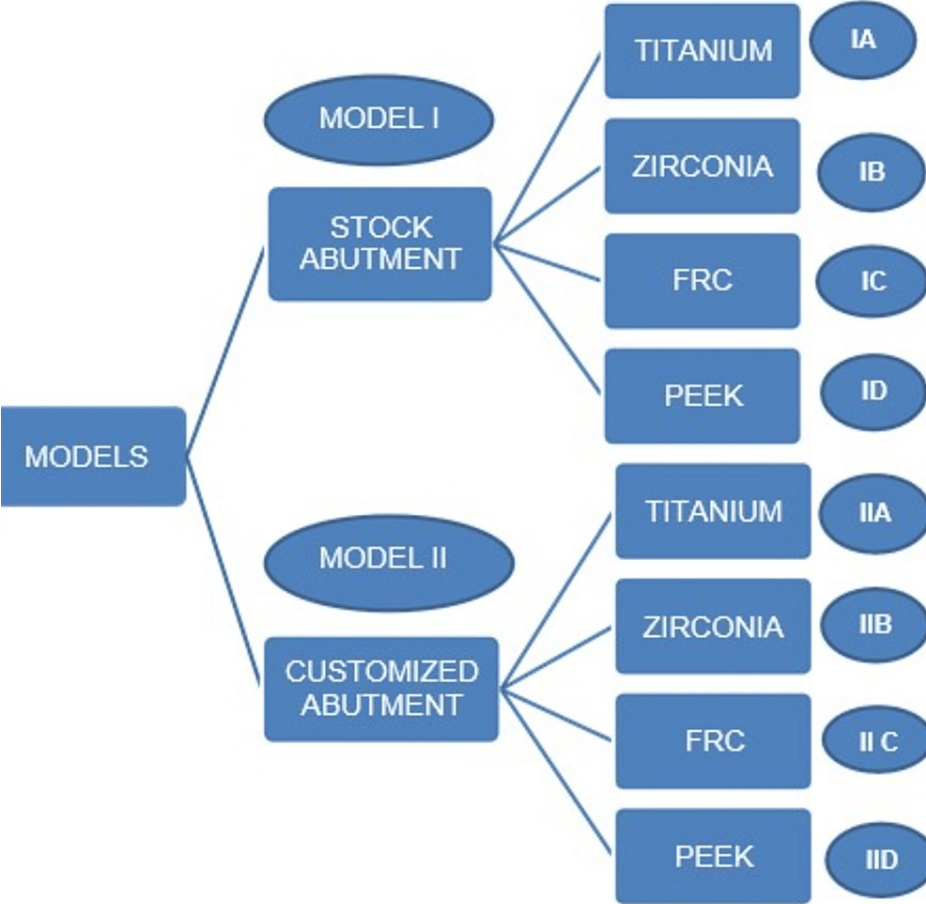 MODELS
MODEL I
STOCK
ABUTMENT
TITANIUM
IA
ZIRCONIA
IB
FRC
IC
PEEK
ID
MODEL II
CUSTOMIZED
ABUTMENT
TITANIUM
IIA
ZIRCONIA
IIB
FRC
II C
PEEK
IID